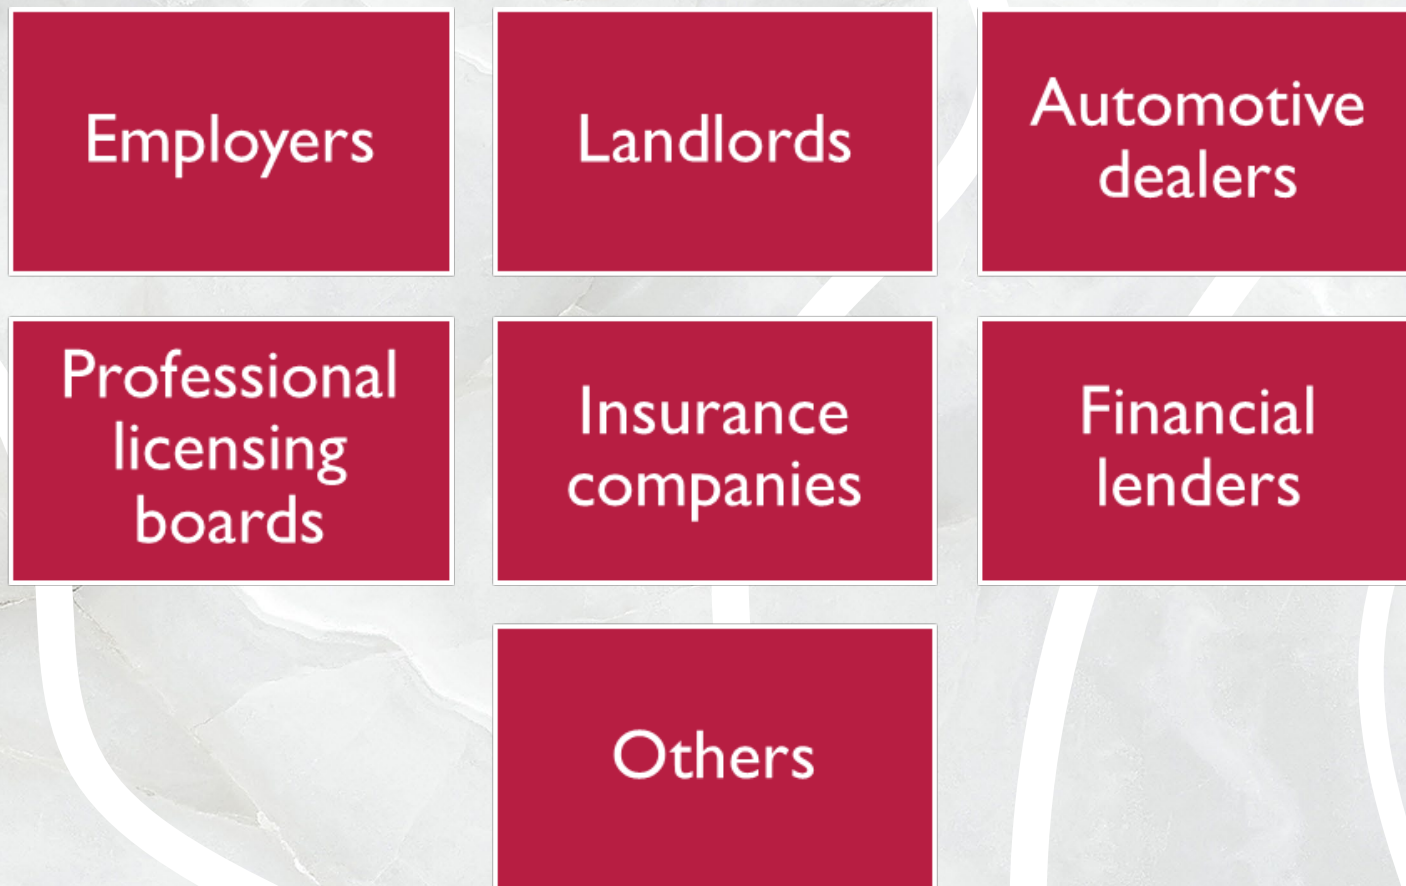 Employers
Landlords
Automotive
dealers
Professional
licensing
boards
Insurance
companies
Financial
lenders
Others